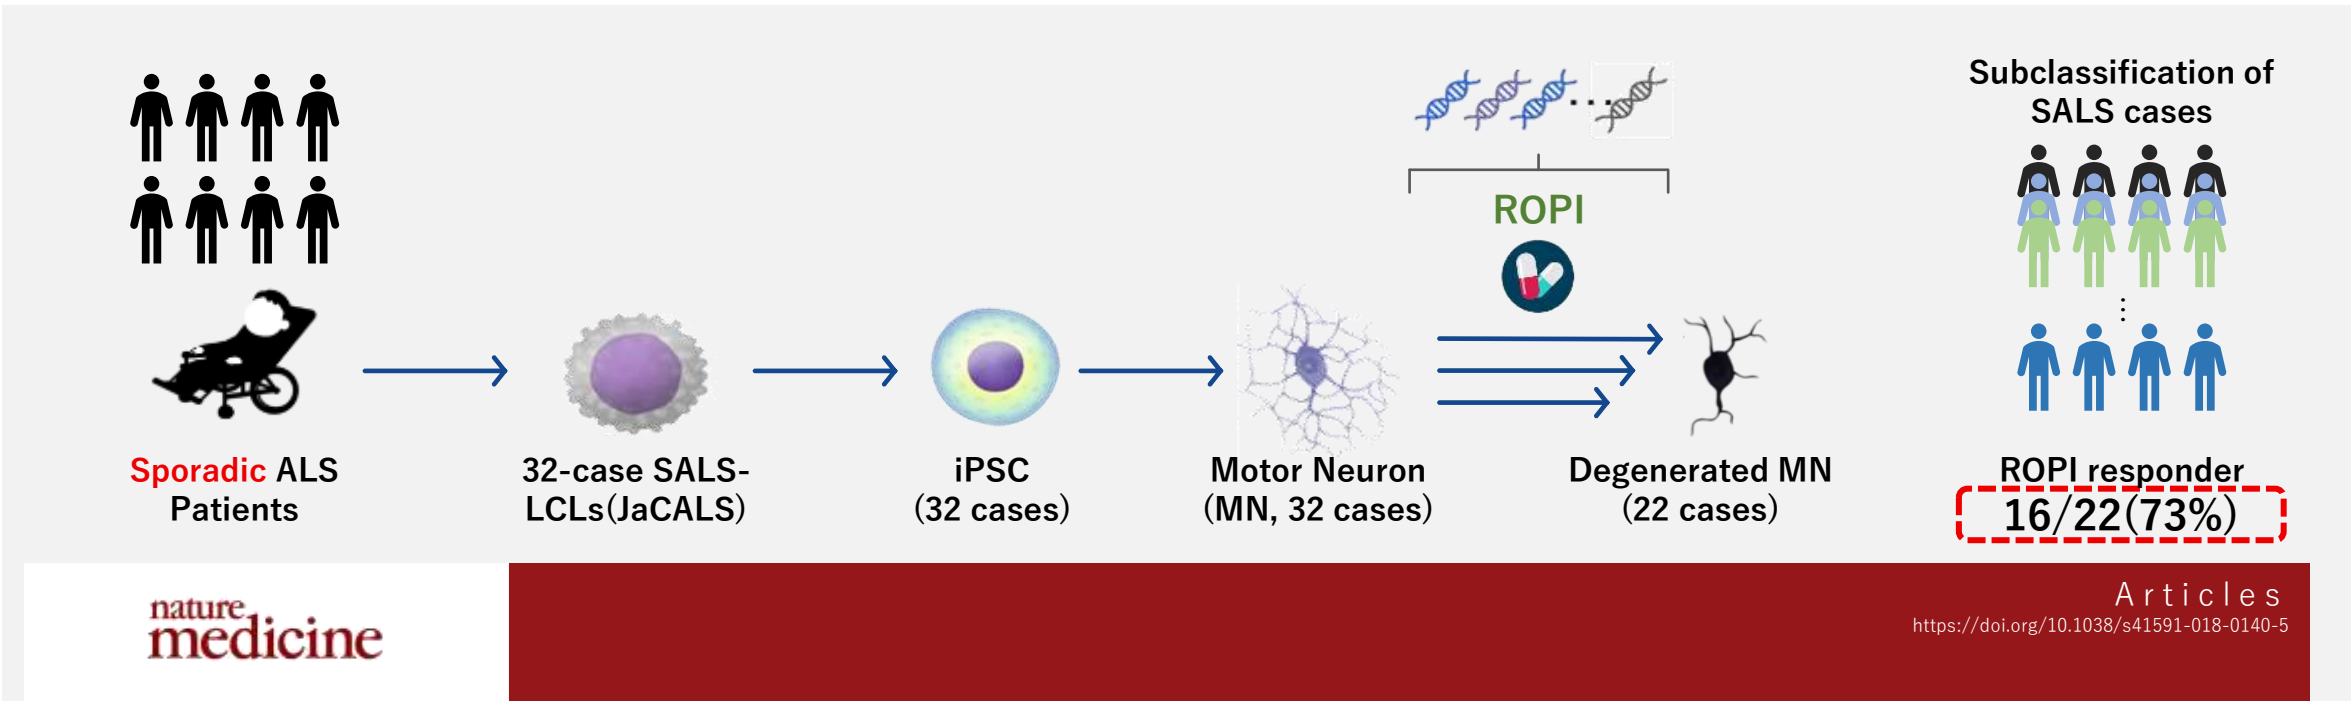 Subclassification of
SALS cases
ROPI
Sporadic ALS
Patients
32-case SALS-
LCLs(JaCALS)
iPSC
(32 cases)
Motor Neuron
(MN, 32 cases)
Degenerated MN
(22 cases)
ROPI responder
16/22(73%)
nature
medicine
Articles
https://doi.org/10.1038/s41591-018-0140-5